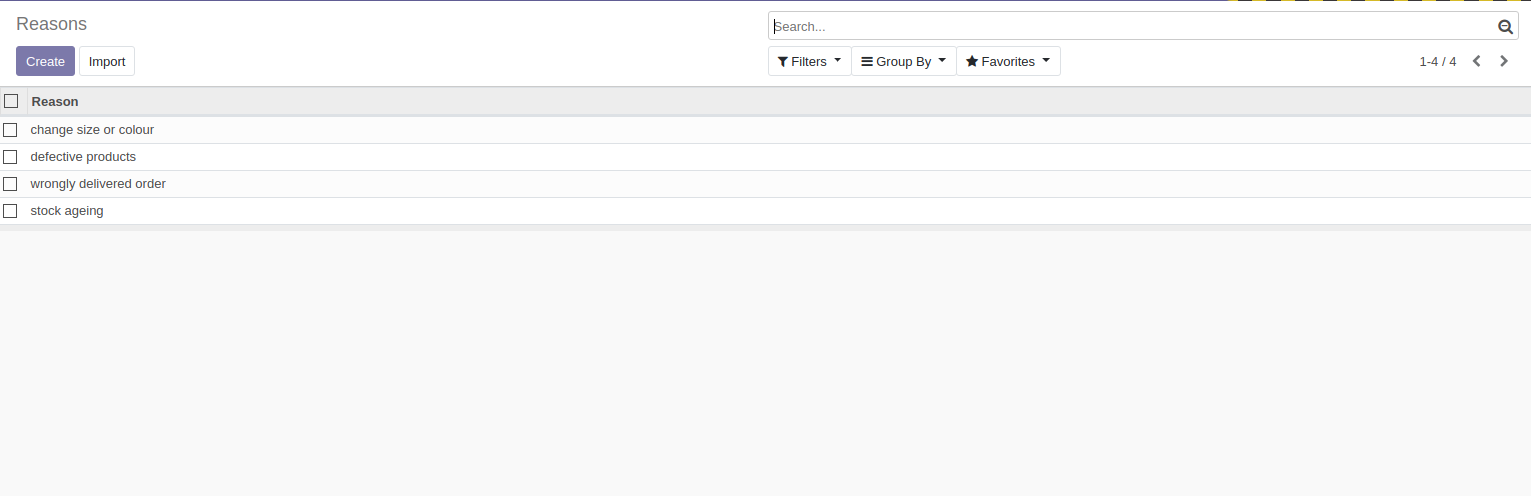 Reasons
Search...
Create Import
Filters Group By Favorites 1-4 / 4
Reason
change size or colour
defective products
wrongly delivered order
stock ageing